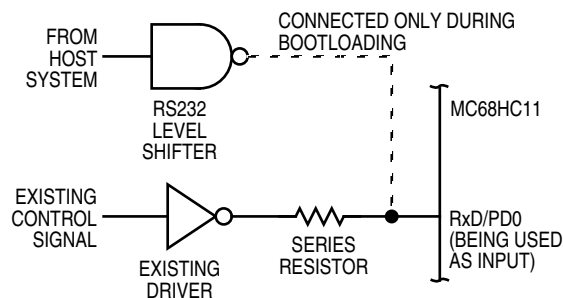 CONNECTED ONLY DURING
BOOTLOADING
FROM
HOST
SYSTEM
RS232
LEVEL
SHIFTER
MC68HC11
EXISTING
CONTROL
SIGNAL
EXISTING
DRIVER
SERIES
RESISTOR
RxD/PD0
(BEING USED
AS INPUT)